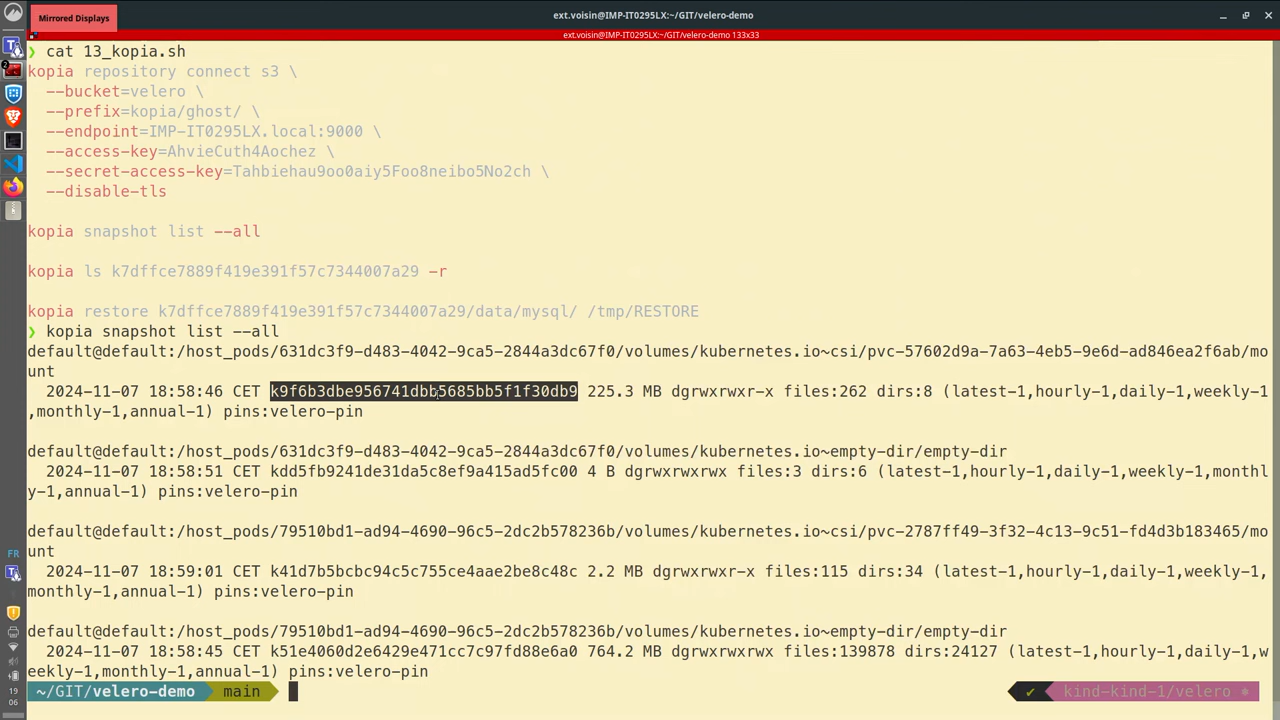 Mirrored Displays
ext.voisin@IMP-IT0295LX:~/GIT/velero-demo
ext.voisin@IMP-IT0295LX:~/GIT/velero-demo 133x33
❯ cat 13_kopia.sh
kopia repository connect s3 \
  --bucket=velero \
  --prefix=kopia/ghost/ \
  --endpoint=IMP-IT0295LX.local:9000 \
  --access-key=AhvieCuth4Aochez \
  --secret-access-key=Tahbiehau9oo0aiy5Foo8neibo5No2ch \
  --disable-tls
kopia snapshot list --all
kopia ls k7dffce7889f419e391f57c7344007a29 -r
kopia restore k7dffce7889f419e391f57c7344007a29/data/mysql/ /tmp/RESTORE
❯ kopia snapshot list --all
default@default:/host_pods/631dc3f9-d483-4042-9ca5-2844a3dc67f0/volumes/kubernetes.io~csi/pvc-57602d9a-7a63-4eb5-9e6d-ad846ea2f6ab/mo
unt
  2024-11-07 18:58:46 CET k9f6b3dbe956741dbb5685bb5f1f30db9 225.3 MB dgrwxrwxr-x files:262 dirs:8 (latest-1,hourly-1,daily-1,weekly-1
,monthly-1,annual-1) pins:velero-pin
default@default:/host_pods/631dc3f9-d483-4042-9ca5-2844a3dc67f0/volumes/kubernetes.io~empty-dir/empty-dir
  2024-11-07 18:58:51 CET kdd5fb9241de31da5c8ef9a415ad5fc00 4 B dgrwxrwxrwx files:3 dirs:6 (latest-1,hourly-1,daily-1,weekly-1,monthl
y-1,annual-1) pins:velero-pin
default@default:/host_pods/79510bd1-ad94-4690-96c5-2dc2b578236b/volumes/kubernetes.io~csi/pvc-2787ff49-3f32-4c13-9c51-fd4d3b183465/mo
unt
  2024-11-07 18:59:01 CET k41d7b5bcbc94c5c755ce4aae2be8c48c 2.2 MB dgrwxrwxr-x files:115 dirs:34 (latest-1,hourly-1,daily-1,weekly-1,
monthly-1,annual-1) pins:velero-pin
default@default:/host_pods/79510bd1-ad94-4690-96c5-2dc2b578236b/volumes/kubernetes.io~empty-dir/empty-dir
  2024-11-07 18:58:45 CET k51e4060d2e6429e471cc7c97fd88e6a0 764.2 MB dgrwxrwxrwx files:139878 dirs:24127 (latest-1,hourly-1,daily-1,w
eekly-1,monthly-1,annual-1) pins:velero-pin
~/GIT/velero-demo main ✔ kind-kind-1/velero ⎈
2
FR
19
06